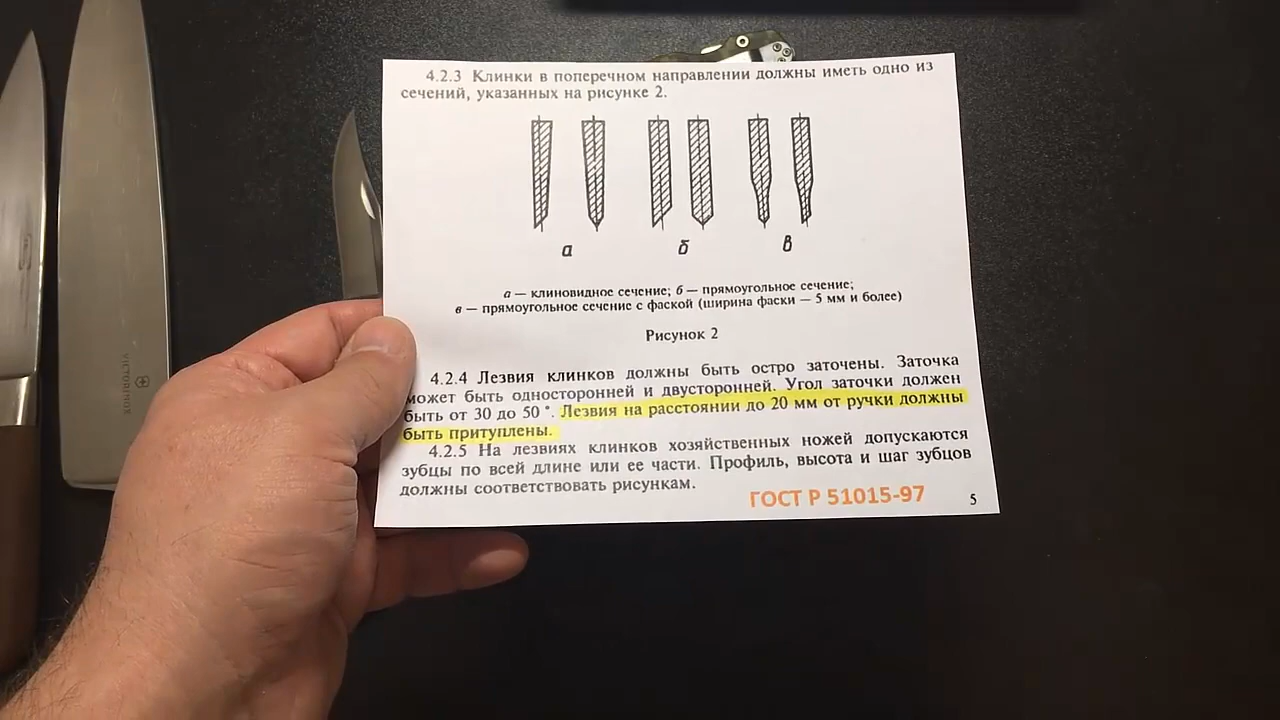 4.2.3 Клинки в поперечном направлении должны иметь одно из
сечений, указанных на рисунке 2.
а
б
в
а — клиновидное сечение; б — прямоугольное сечение;
в — прямоугольное сечение с фаской (ширина фаски — 5 мм и более)
Рисунок 2
4.2.4 Лезвия клинков должны быть остро заточены. Заточка
может быть односторонней и двусторонней. Угол заточки должен
быть от 30 до 50 °. Лезвия на расстоянии до 20 мм от ручки должны
быть притуплены.
4.2.5 На лезвиях клинков хозяйственных ножей допускаются
зубцы по всей длине или ее части. Профиль, высота и шаг зубцов
должны соответствовать рисункам.
ГОСТ Р 51015-97
5
VICTORINOX